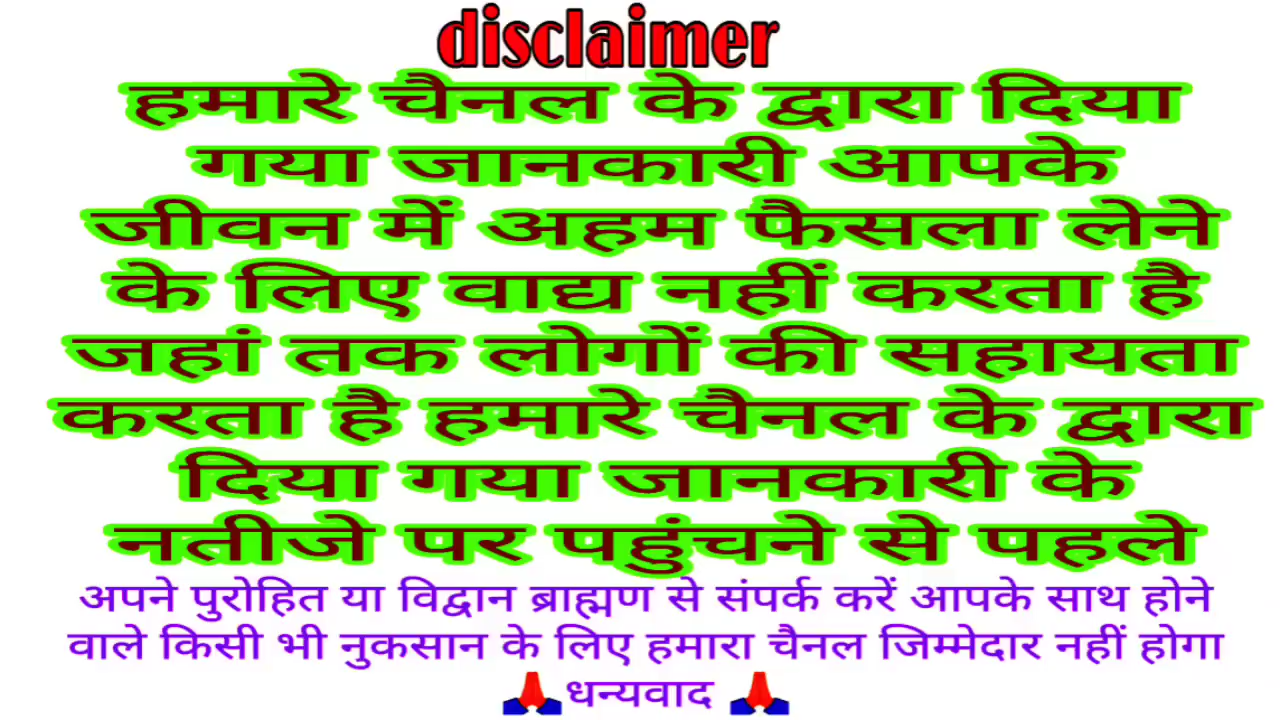 disclaimer
हमारे चैनल के द्वारा दिया
गया जानकारी आपके
जीवन में अहम फैसला लेने
के लिए वाद्य नहीं करता है
जहां तक लोगों की सहायता
करता है हमारे चैनल के द्वारा
दिया गया जानकारी के
नतीजे पर पहुंचने से पहले
अपने पुरोहित या विद्वान ब्राह्मण से संपर्क करें आपके साथ होने
वाले किसी भी नुकसान के लिए हमारा चैनल जिम्मेदार नहीं होगा
🙏धन्यवाद 🙏